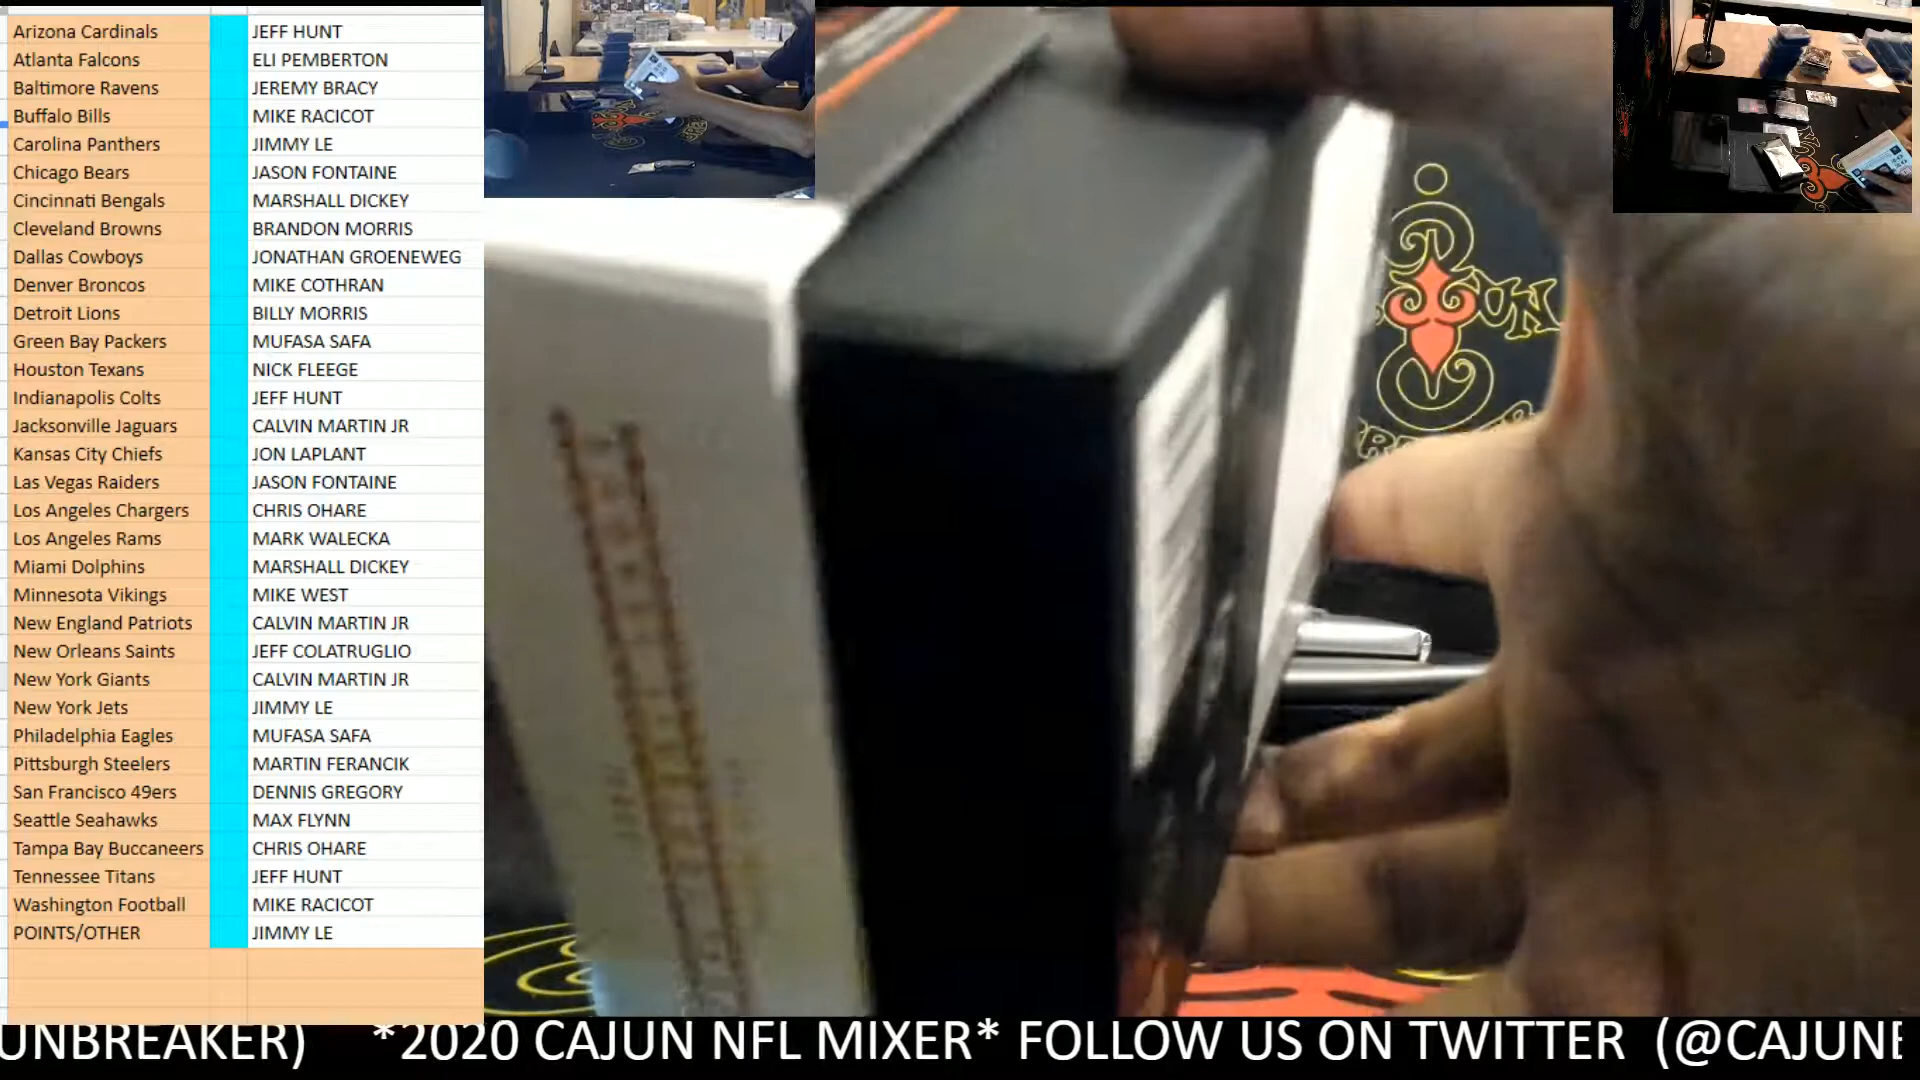 Arizona Cardinals JEFF HUNT
Atlanta Falcons ELI PEMBERTON
Baltimore Ravens JEREMY BRACY
Buffalo Bills MIKE RACICOT
Carolina Panthers JIMMY LE
Chicago Bears JASON FONTAINE
Cincinnati Bengals MARSHALL DICKEY
Cleveland Browns BRANDON MORRIS
Dallas Cowboys JONATHAN GROENEWEG
Denver Broncos MIKE COTHRAN
Detroit Lions BILLY MORRIS
Green Bay Packers MUFASA SAFA
Houston Texans NICK FLEEGE
Indianapolis Colts JEFF HUNT
Jacksonville Jaguars CALVIN MARTIN JR
Kansas City Chiefs JON LAPLANT
Las Vegas Raiders JASON FONTAINE
Los Angeles Chargers CHRIS OHARE
Los Angeles Rams MARK WALECKA
Miami Dolphins MARSHALL DICKEY
Minnesota Vikings MIKE WEST
New England Patriots CALVIN MARTIN JR
New Orleans Saints JEFF COLATRUGLIO
New York Giants CALVIN MARTIN JR
New York Jets JIMMY LE
Philadelphia Eagles MUFASA SAFA
Pittsburgh Steelers MARTIN FERANCIK
San Francisco 49ers DENNIS GREGORY
Seattle Seahawks MAX FLYNN
Tampa Bay Buccaneers CHRIS OHARE
Tennessee Titans JEFF HUNT
Washington Football MIKE RACICOT
POINTS/OTHER JIMMY LE
UNBREAKER) *2020 CAJUN NFL MIXER* FOLLOW US ON TWITTER (@CAJUNE